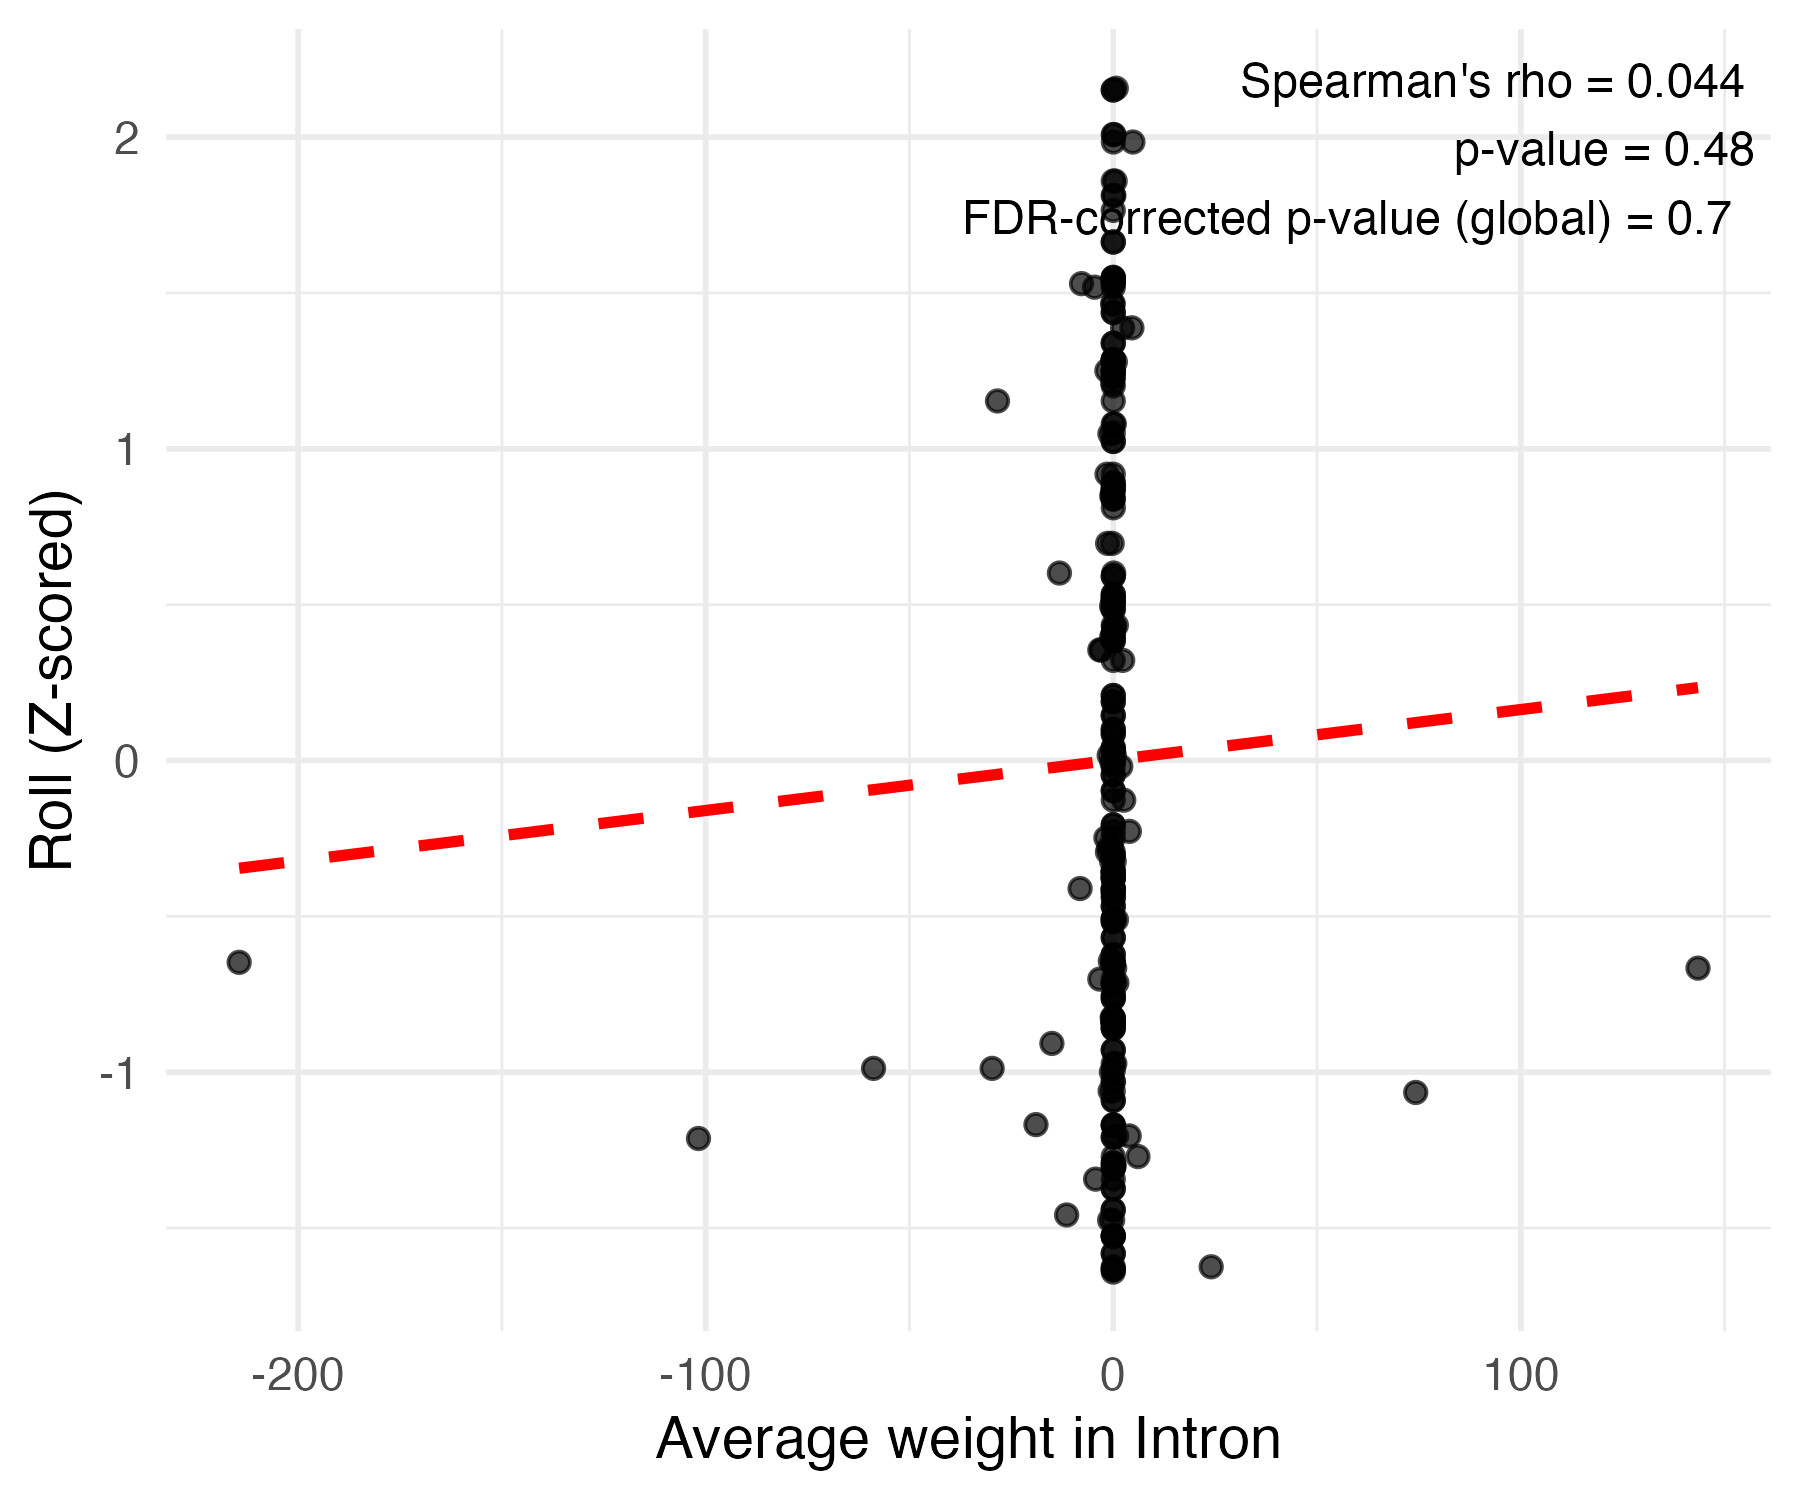 Spearman's rho = 0.044
p-value = 0.48
FDR-corrected p-value (global) = 0.7
2
1
0
-1
Roll (Z-scored)
-200
-100
0
100
Average weight in Intron